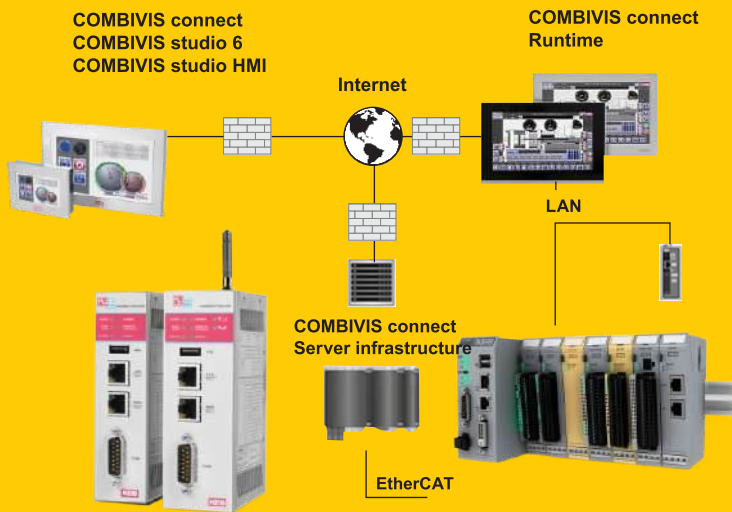 COMBIVIS connect
COMBIVIS studio 6
COMBIVIS studio HMI
COMBIVIS connect
Runtime
Internet
LAN
COMBIVIS connect
Server infrastructure
EtherCAT